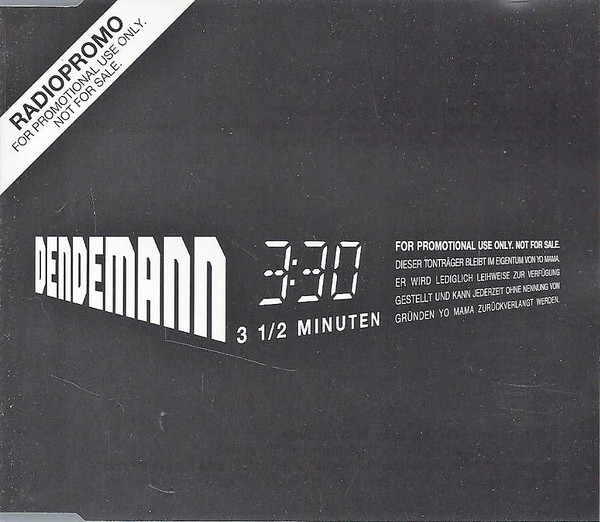 RADIOPROMO
FOR PROMOTIONAL USE ONLY.
NOT FOR SALE.
DENDEMANN
3:30
3 1/2 MINUTEN
FOR PROMOTIONAL USE ONLY. NOT FOR SALE.
DIESER TONTRÄGER BLEIBT IM EIGENTUM VON YO MAMA.
ER WIRD LEDIGLICH LEIHWEISE ZUR VERFÜGUNG
GESTELLT UND KANN JEDERZEIT OHNE NENNUNG VON
GRÜNDEN YO MAMA ZURÜCKVERLANGT WERDEN.